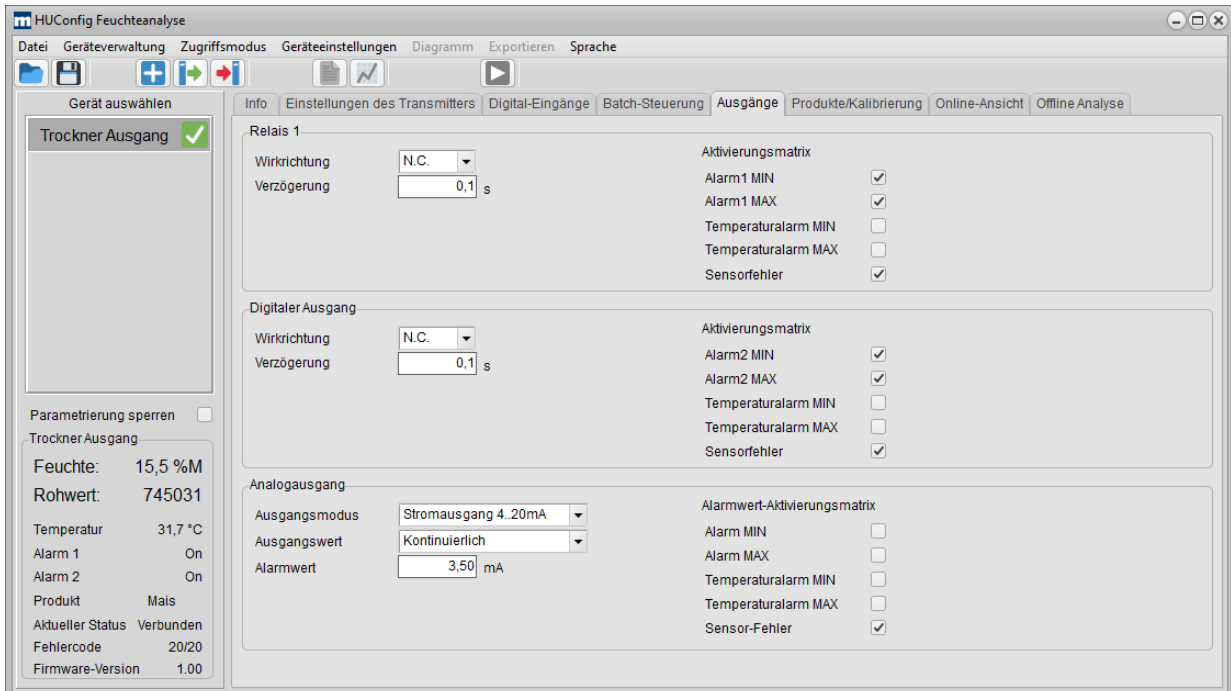 m HUConfig Feuchteanalyse
Datei Geräteverwaltung Zugriffsmodus Geräteeinstellungen Diagramm Exportieren Sprache
Gerät auswählen
Trockner Ausgang
Parametrierung sperren
Trockner Ausgang
Feuchte: 15,5 %M
Rohwert: 745031
Temperatur 31,7 °C
Alarm 1 On
Alarm 2 On
Produkt Mais
Aktueller Status Verbunden
Fehlercode 20/20
Firmware-Version 1.00
Info Einstellungen des Transmitters Digital-Eingänge Batch-Steuerung Ausgänge Produkte/Kalibrierung Online-Ansicht Offline Analyse
Relais 1
Wirkrichtung N.C.
Verzögerung 0,1 s
Aktivierungsmatrix
Alarm1 MIN
Alarm1 MAX
Temperaturalarm MIN
Temperaturalarm MAX
Sensorfehler
Digitaler Ausgang
Wirkrichtung N.C.
Verzögerung 0,1 s
Aktivierungsmatrix
Alarm2 MIN
Alarm2 MAX
Temperaturalarm MIN
Temperaturalarm MAX
Sensorfehler
Analogausgang
Ausgangsmodus Stromausgang 4..20mA
Ausgangswert Kontinuierlich
Alarmwert 3,50 mA
Alarmwert-Aktivierungsmatrix
Alarm MIN
Alarm MAX
Temperaturalarm MIN
Temperaturalarm MAX
Sensor-Fehler